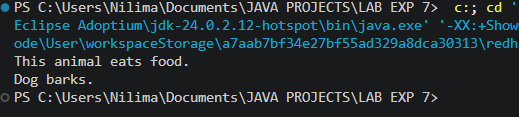 PS C:\Users\Nilima\Documents\JAVA PROJECTS\LAB EXP 7>  c:; cd '
Eclipse Adoptium\jdk-24.0.2.12-hotspot\bin\java.exe' '-XX:+Show
ode\User\workspaceStorage\a7aab7bf34e27bf55ad329a8dca30313\redh
This animal eats food.
Dog barks.
PS C:\Users\Nilima\Documents\JAVA PROJECTS\LAB EXP 7>